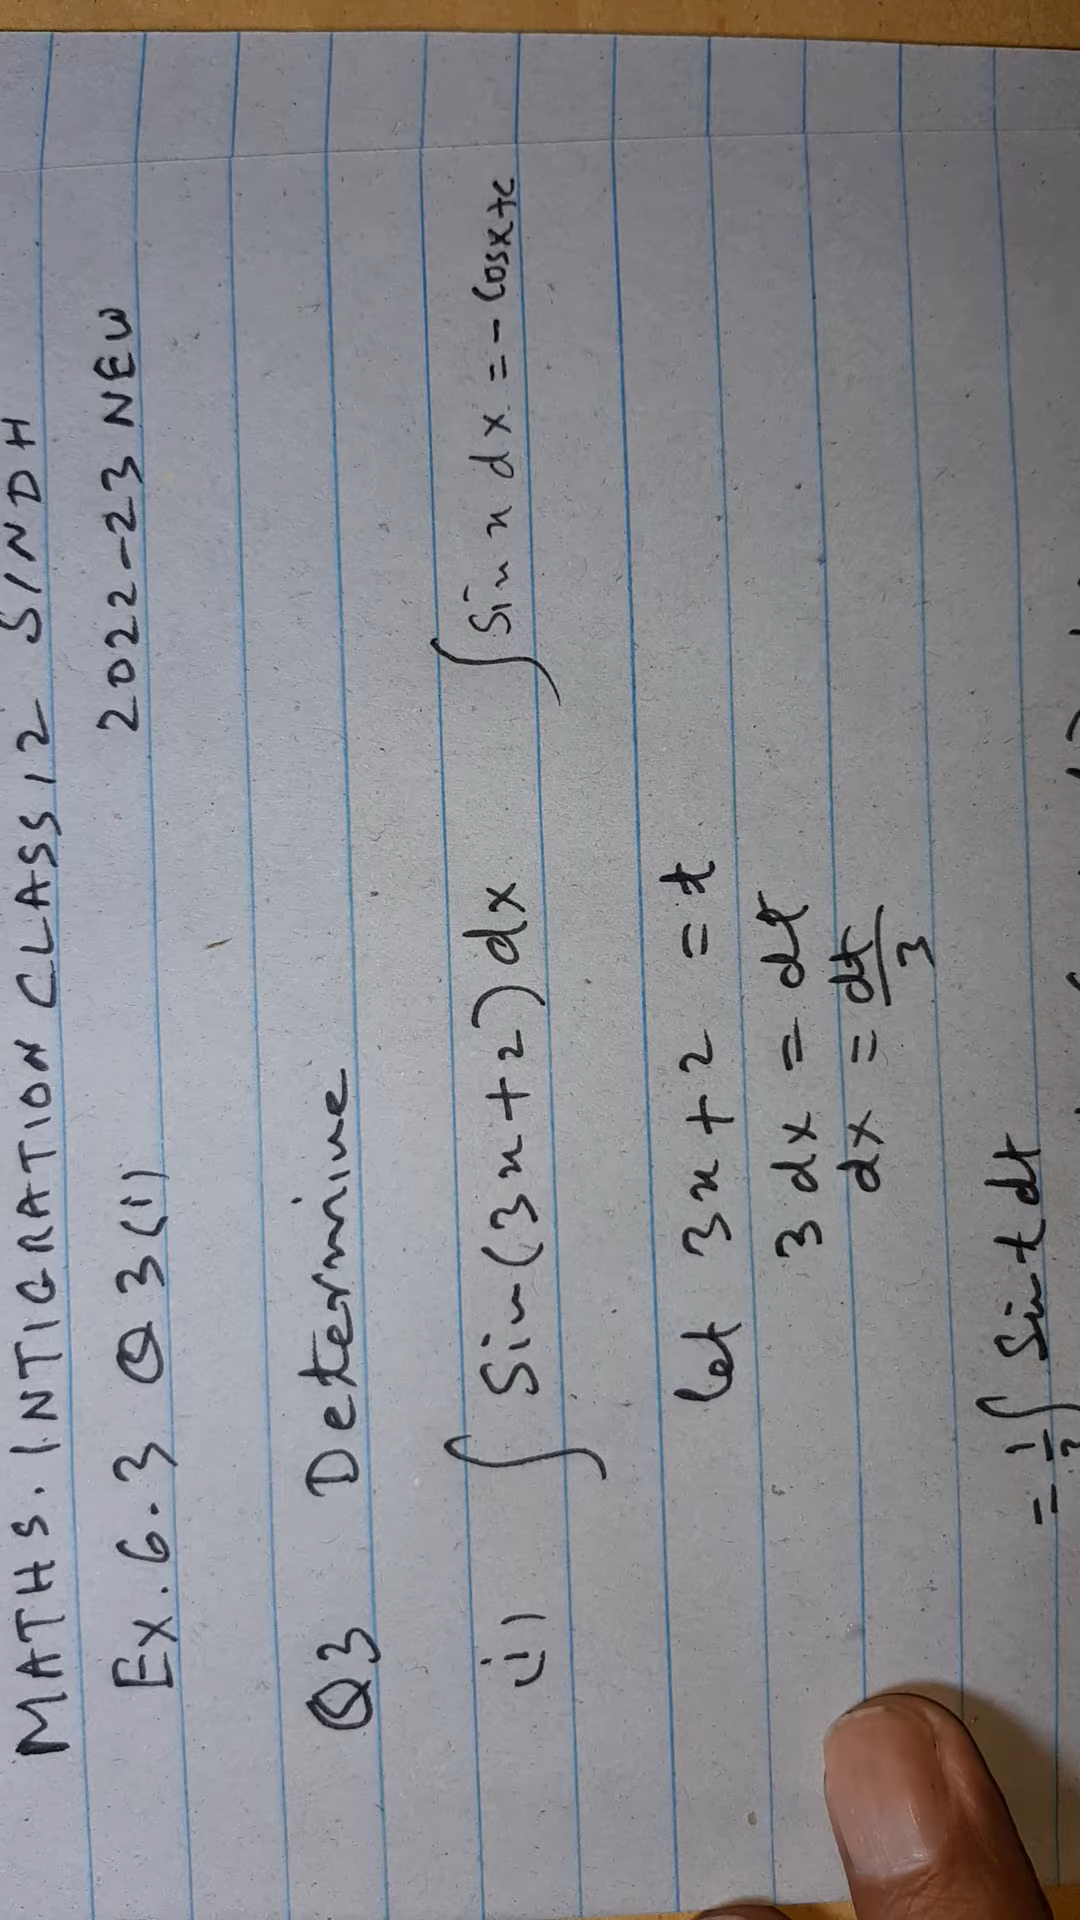 MATHS. INTIGRATION CLASS 12 SINDH
Ex. 6.3 Q 3(i) 2022-23 NEW
Q3 Determine
i) ∫ Sin(3x+2) dx ∫ Sin x dx = - Cosx+c
let 3x+2 = t
3 dx = dt
dx = dt/3
= 1/3 ∫ Sin t dt